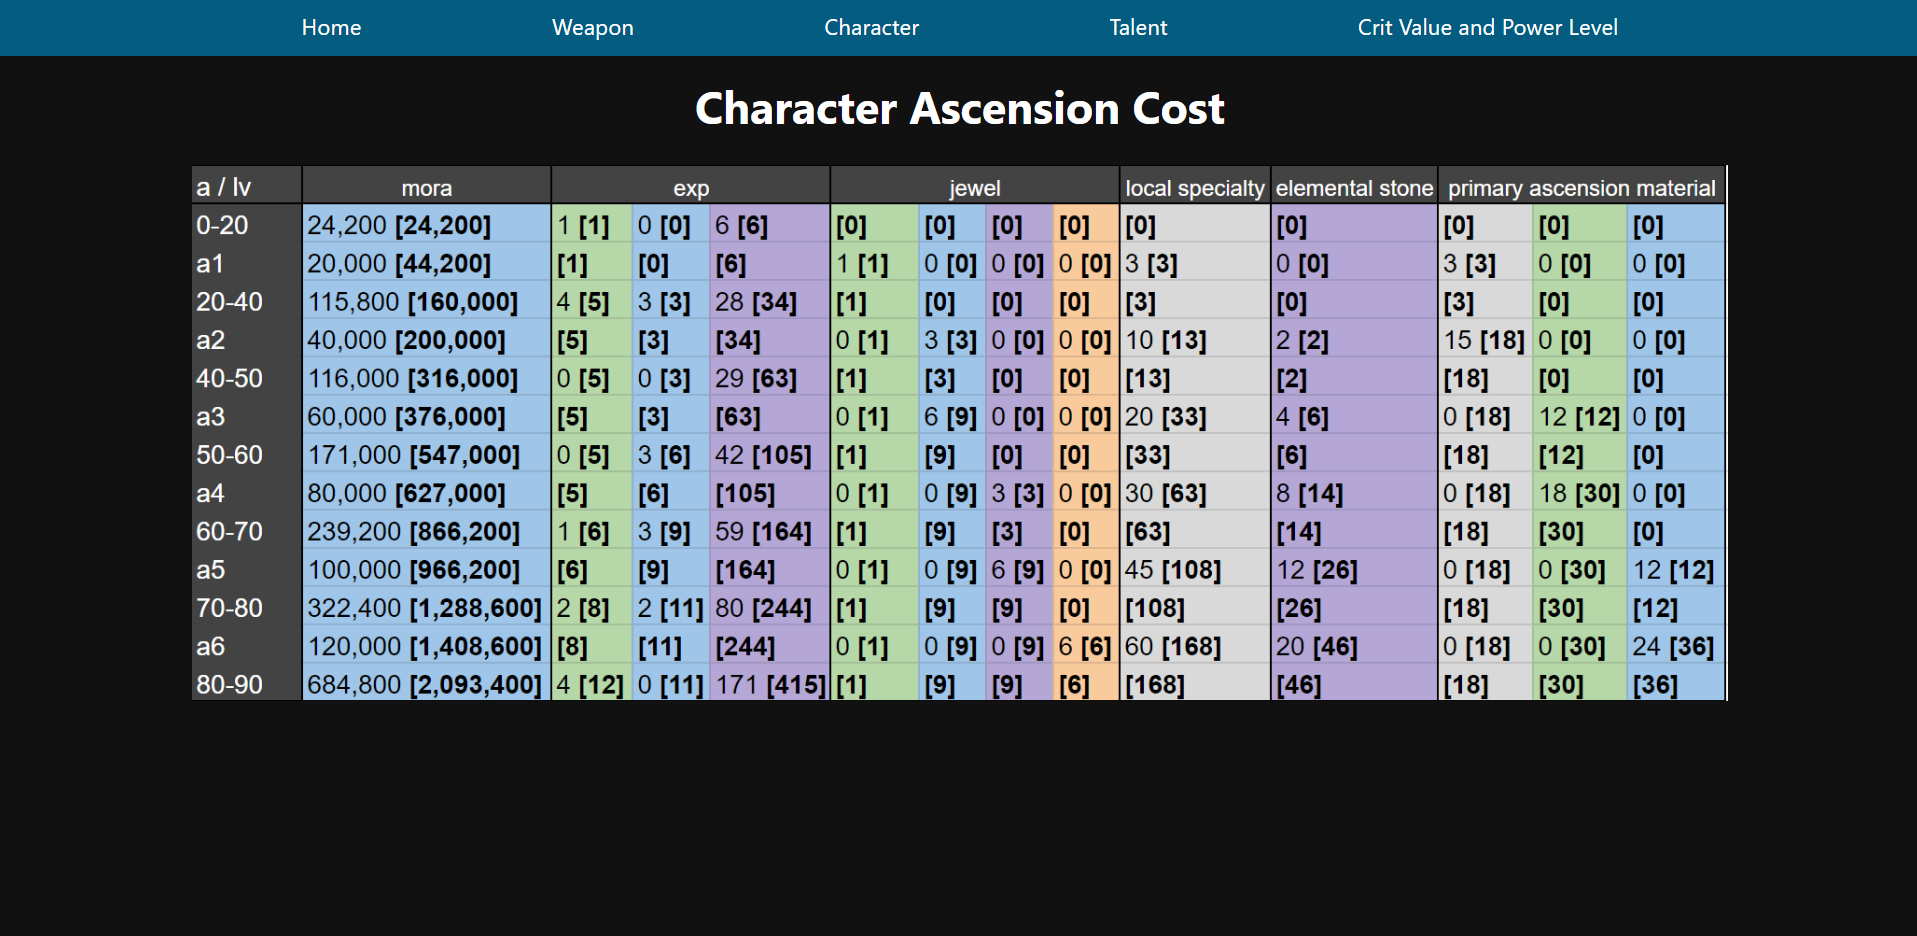 Home Weapon Character Talent Crit Value and Power Level
Character Ascension Cost
a / lv mora exp jewel local specialty elemental stone primary ascension material
0-20 24,200 [24,200] 1 [1] 0 [0] 6 [6] [0] [0] [0] [0] [0] [0] [0] [0] [0]
a1 20,000 [44,200] [1] [0] [6] 1 [1] 0 [0] 0 [0] 0 [0] 3 [3] 0 [0] 3 [3] 0 [0] 0 [0]
20-40 115,800 [160,000] 4 [5] 3 [3] 28 [34] [1] [0] [0] [0] [3] [0] [3] [0] [0]
a2 40,000 [200,000] [5] [3] [34] 0 [1] 3 [3] 0 [0] 0 [0] 10 [13] 2 [2] 15 [18] 0 [0] 0 [0]
40-50 116,000 [316,000] 0 [5] 0 [3] 29 [63] [1] [3] [0] [0] [13] [2] [18] [0] [0]
a3 60,000 [376,000] [5] [3] [63] 0 [1] 6 [9] 0 [0] 0 [0] 20 [33] 4 [6] 0 [18] 12 [12] 0 [0]
50-60 171,000 [547,000] 0 [5] 3 [6] 42 [105] [1] [9] [0] [0] [33] [6] [18] [12] [0]
a4 80,000 [627,000] [5] [6] [105] 0 [1] 0 [9] 3 [3] 0 [0] 30 [63] 8 [14] 0 [18] 18 [30] 0 [0]
60-70 239,200 [866,200] 1 [6] 3 [9] 59 [164] [1] [9] [3] [0] [63] [14] [18] [30] [0]
a5 100,000 [966,200] [6] [9] [164] 0 [1] 0 [9] 6 [9] 0 [0] 45 [108] 12 [26] 0 [18] 0 [30] 12 [12]
70-80 322,400 [1,288,600] 2 [8] 2 [11] 80 [244] [1] [9] [9] [0] [108] [26] [18] [30] [12]
a6 120,000 [1,408,600] [8] [11] [244] 0 [1] 0 [9] 0 [9] 6 [6] 60 [168] 20 [46] 0 [18] 0 [30] 24 [36]
80-90 684,800 [2,093,400] 4 [12] 0 [11] 171 [415] [1] [9] [9] [6] [168] [46] [18] [30] [36]